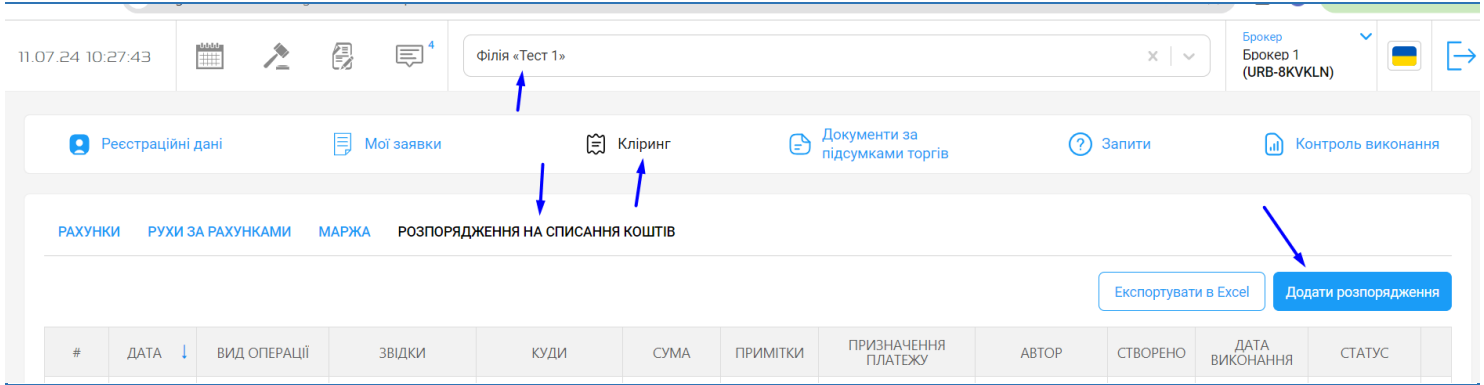 11.07.24 10:27:43
4
Філія «Тест 1»
Брокер
Брокер 1
(URB-8KVKLN)
Реєстраційні дані
Мої заявки
Кліринг
Документи за
підсумками торгів
Запити
Контроль виконання
РАХУНКИ
РУХИ ЗА РАХУНКАМИ
МАРЖА
РОЗПОРЯДЖЕННЯ НА СПИСАННЯ КОШТІВ
Експортувати в Excel
Додати розпорядження
#
ДАТА
ВИД ОПЕРАЦІЇ
ЗВІДКИ
КУДИ
СУМА
ПРИМІТКИ
ПРИЗНАЧЕННЯ
ПЛАТЕЖУ
АВТОР
СТВОРЕНО
ДАТА
ВИКОНАННЯ
СТАТУС